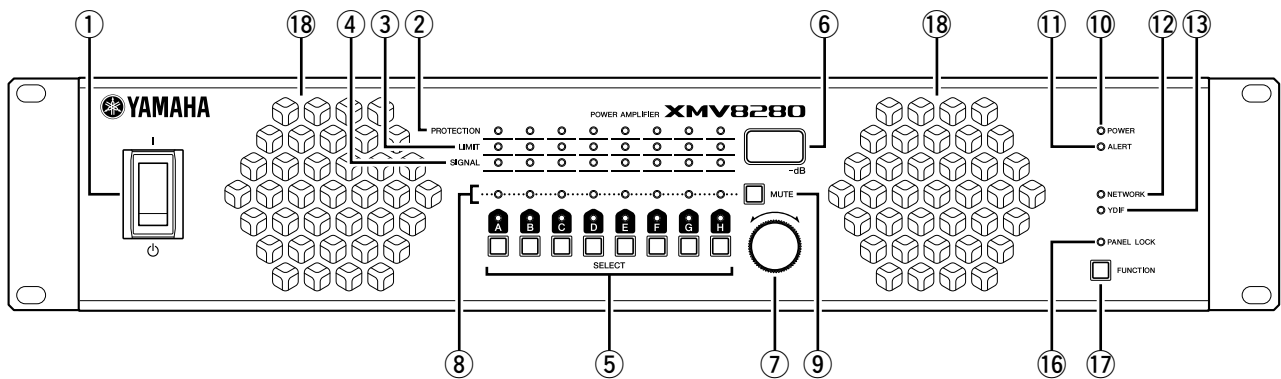 ① ⑱ ④ ③ ② ⑥ ⑱ ⑪ ⑩ ⑫ ⑬
YAMAHA
POWER AMPLIFIER XMV8280
PROTECTION
LIMIT
SIGNAL
-dB
MUTE
A B C D E F G H
SELECT
POWER
ALERT
NETWORK
YDIF
PANEL LOCK
FUNCTION
⑧ ⑤ ⑦ ⑨ ⑯ ⑰